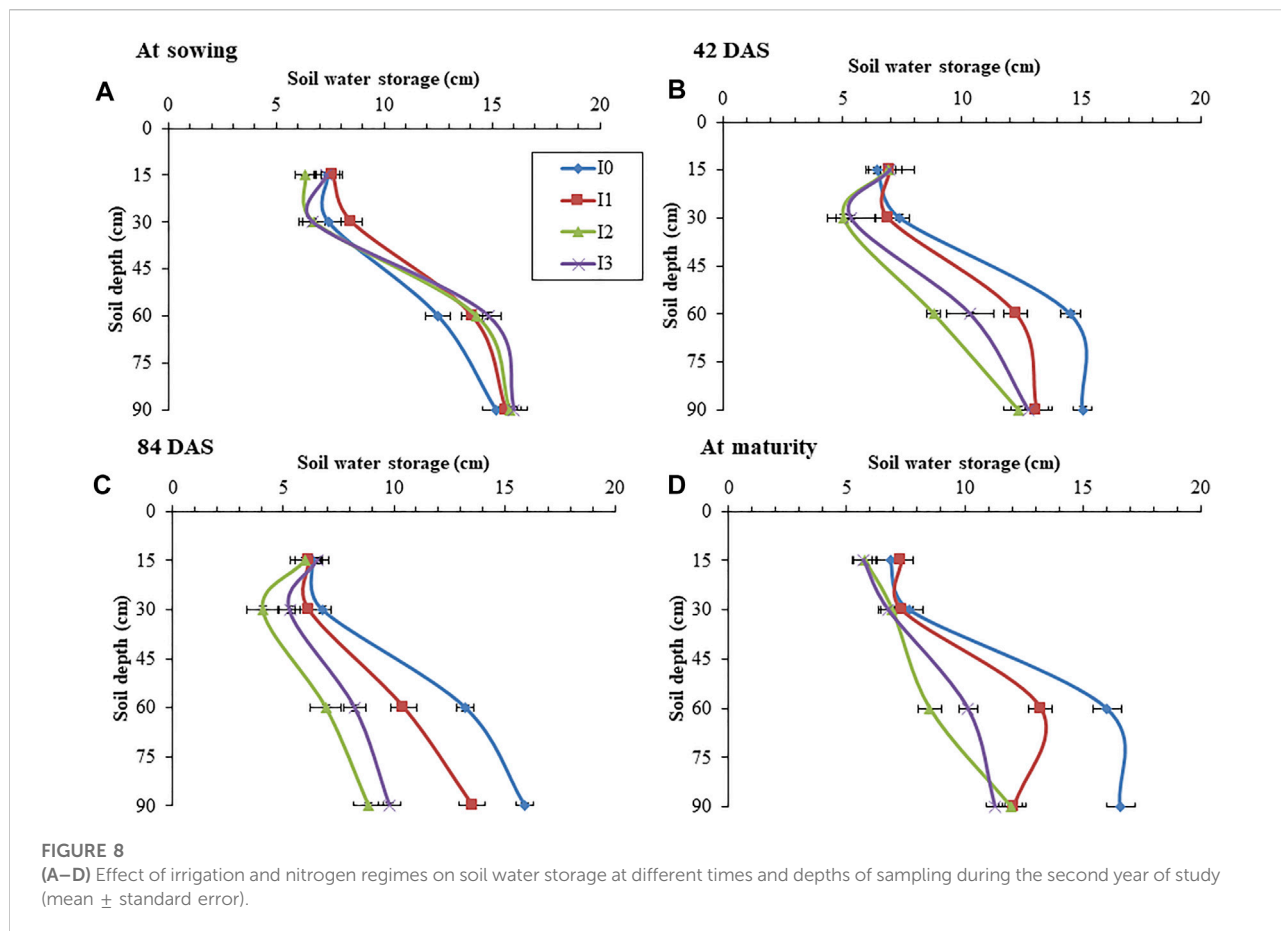 At sowing
Soil water storage (cm)
A
0 5 10 15 20
0
15
30
45
60
75
90
Soil depth (cm)
I0
I1
I2
I3
42 DAS
Soil water storage (cm)
B
0 5 10 15 20
0
15
30
45
60
75
90
Soil depth (cm)
84 DAS
Soil water storage (cm)
C
0 5 10 15 20
0
15
30
45
60
75
90
Soil depth (cm)
At maturity
Soil water storage (cm)
D
0 5 10 15 20
0
15
30
45
60
75
90
Soil depth (cm)
FIGURE 8
(A–D) Effect of irrigation and nitrogen regimes on soil water storage at different times and depths of sampling during the second year of study
(mean ± standard error).